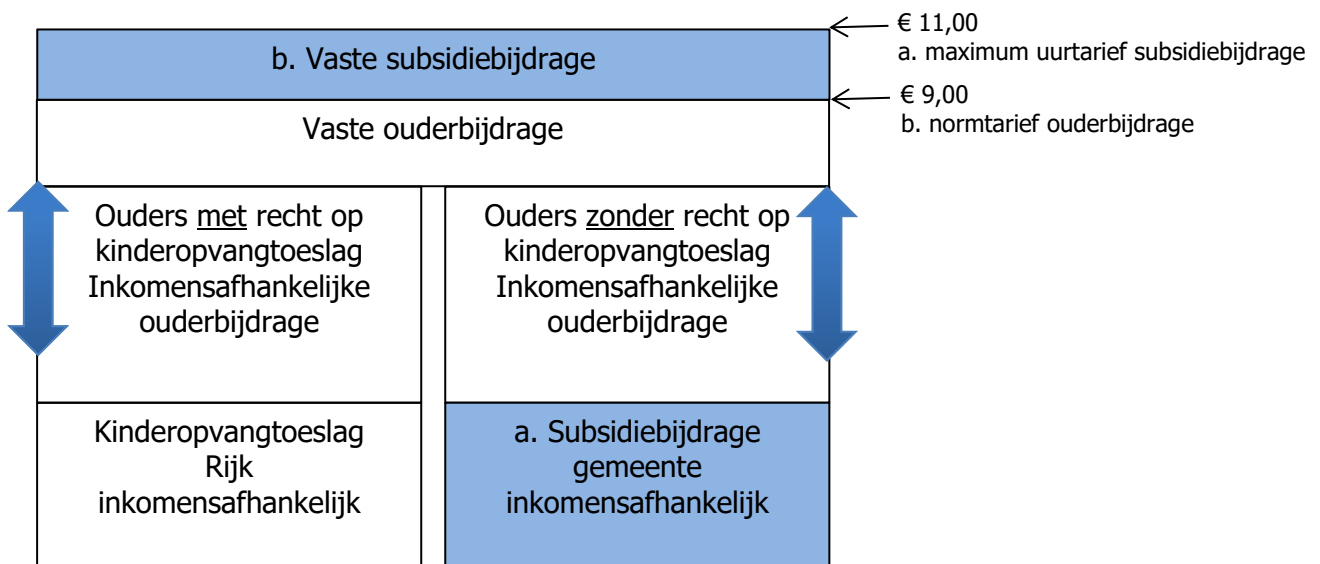 € 11,00
a. maximum uurtarief subsidiebijdrage
b. Vaste subsidiebijdrage
€ 9,00
b. normtarief ouderbijdrage
Vaste ouderbijdrage
Ouders met recht op
kinderopvangtoeslag
Inkomensafhankelijke
ouderbijdrage
Ouders zonder recht op
kinderopvangtoeslag
Inkomensafhankelijke
ouderbijdrage
Kinderopvangtoeslag
Rijk
inkomensafhankelijk
a. Subsidiebijdrage
gemeente
inkomensafhankelijk